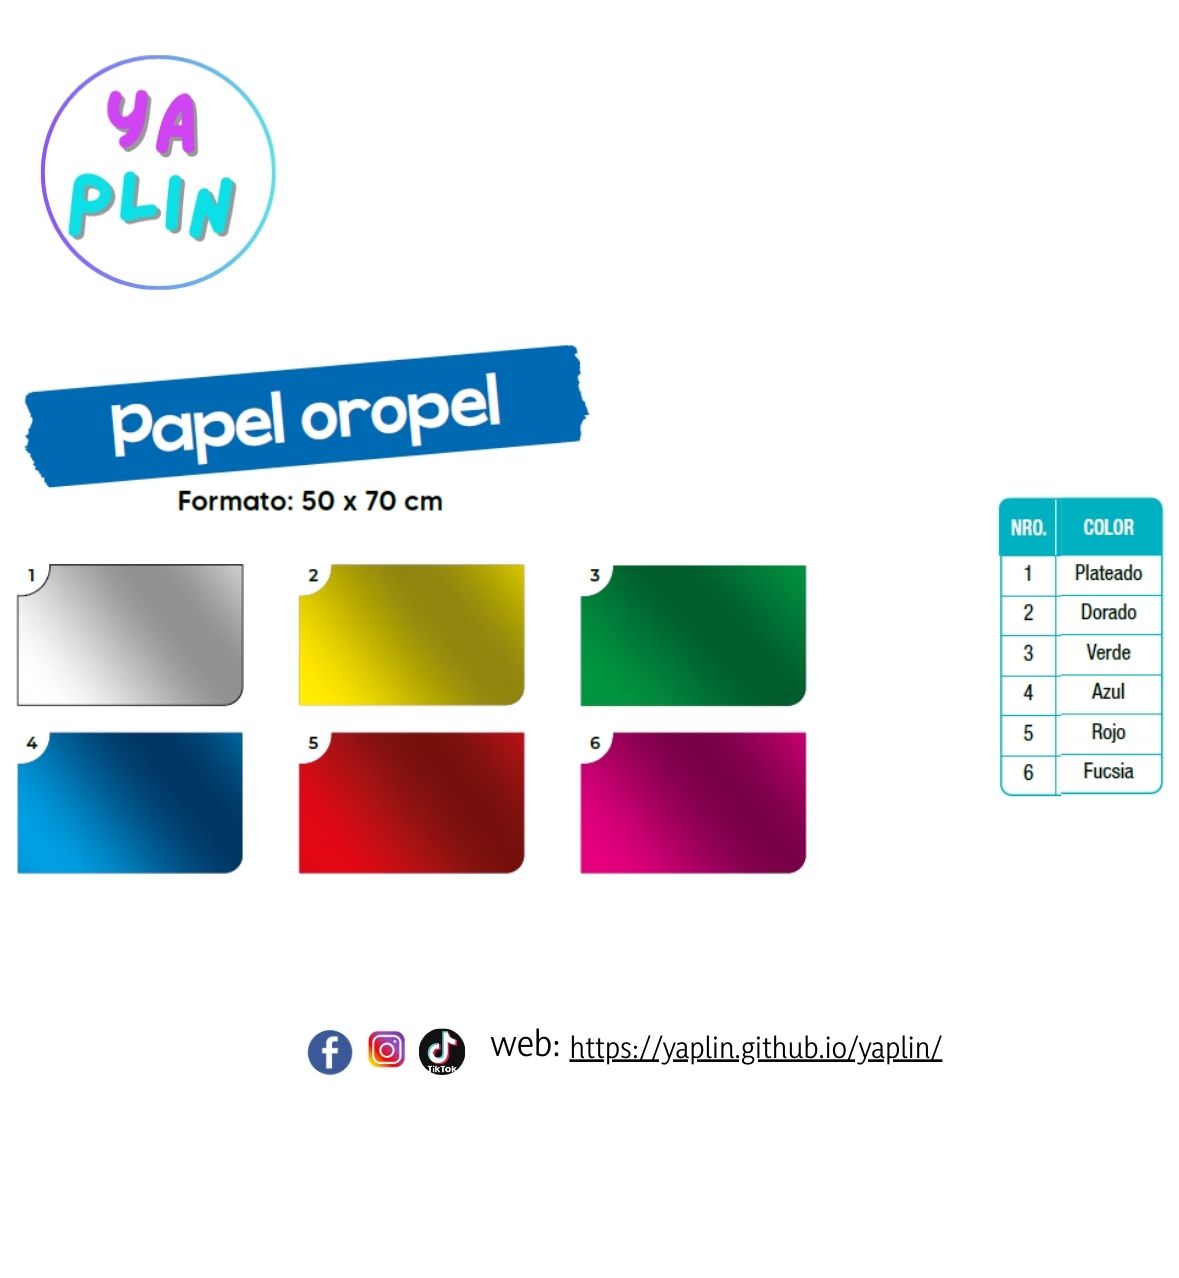 YA
PLIN
Papel oropel
Formato: 50 x 70 cm
1
2
3
4
5
6
NRO. COLOR
1 Plateado
2 Dorado
3 Verde
4 Azul
5 Rojo
6 Fucsia
TikTok
web: https://yaplin.github.io/yaplin/